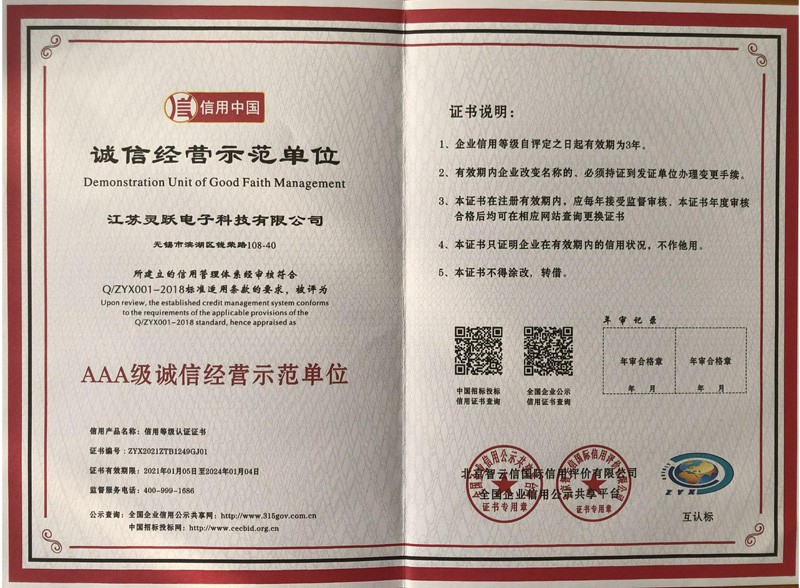 信用中国
诚信经营示范单位
Demonstration Unit of Good Faith Management
江苏灵跃电子科技有限公司
无锡市滨湖区钱荣路108-40
所建立的信用管理体系经审核符合
Q/ZYX001-2018标准适用条款的要求，被评为
Upon review, the established credit management system conforms
to the requirements of the applicable provisions of the
Q/ZYX001-2018 standard, hence appraised as
AAA级诚信经营示范单位
信用产品名称：信用等级认证证书
证书编号：ZYX2021ZTB1249GJ01
证书有效期限：2021年01月05日至2024年01月04日
监督服务电话：400-999-1686
公示查询：全国企业信用公示共享网：http://www.315gov.com.cn
中国招标投标网：http://www.cecbid.org.cn
证书说明：
1、企业信用等级自评定之日起有效期为3年。
2、有效期内企业改变名称的，必须持证到发证单位办理变更手续。
3、本证书在注册有效期内，应每年接受监督审核，本证书年度审核
合格后均可在相应网站查询更换证书
4、本证书只证明企业在有效期内的信用状况，不作他用。
5、本证书不得涂改，转借。
年审记录
年审合格章 年审合格章
年 月 年 月
中国招标投标 全国企业公示
信用证书查询 信用证书查询
北京智云信国际信用评价有限公司
全国企业信用公示共享平台
证书专用章 证书专用章
ZYX
互认标